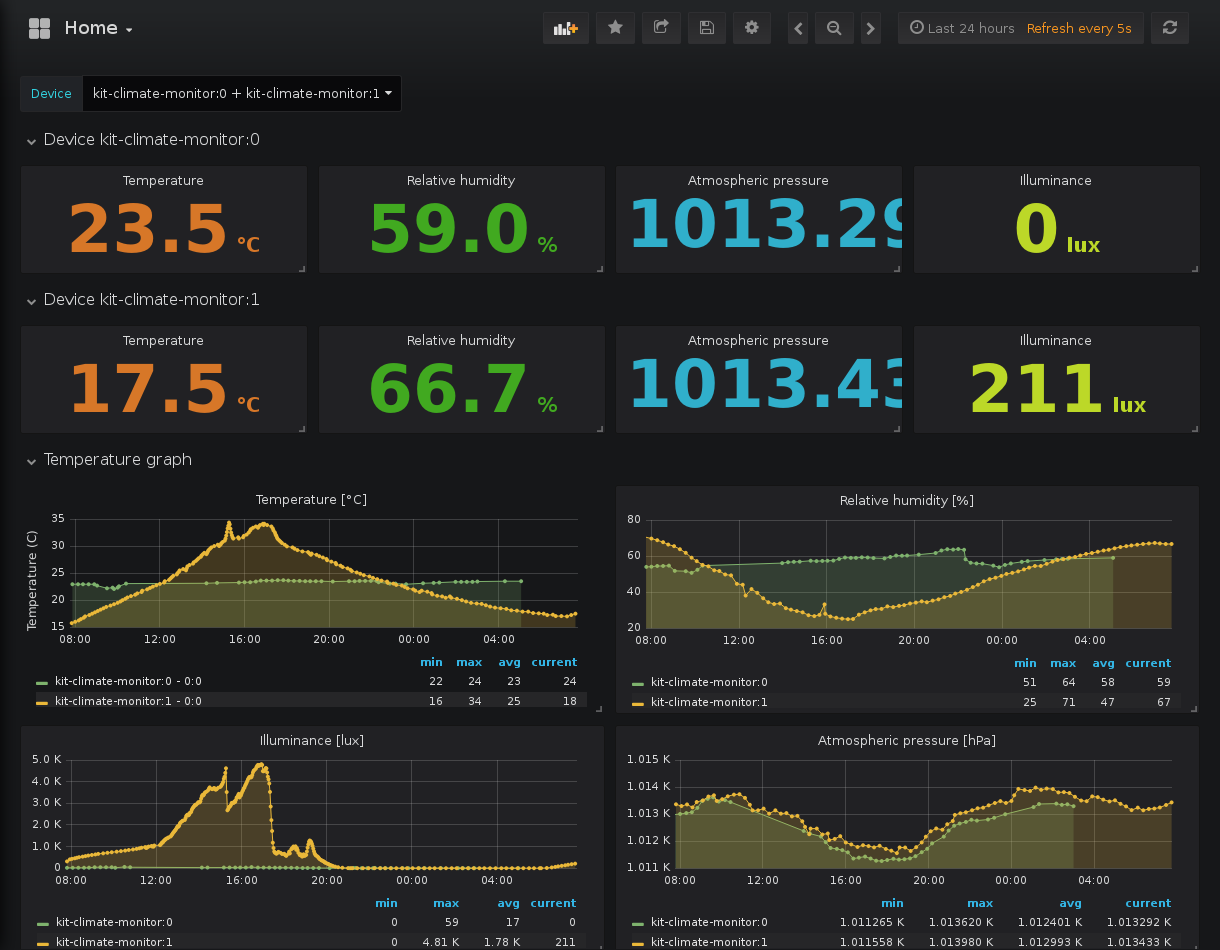 Home
Last 24 hours Refresh every 5s
Device kit-climate-monitor:0 + kit-climate-monitor:1
Device kit-climate-monitor:0
Temperature Relative humidity Atmospheric pressure Illuminance
23.5 °C 59.0 % 1013.29 0 lux
Device kit-climate-monitor:1
Temperature Relative humidity Atmospheric pressure Illuminance
17.5 °C 66.7 % 1013.43 211 lux
Temperature graph
Temperature [°C]
Temperature (C)
35
30
25
20
15
08:00 12:00 16:00 20:00 00:00 04:00
min max avg current
kit-climate-monitor:0 - 0:0 22 24 23 24
kit-climate-monitor:1 - 0:0 16 34 25 18
Relative humidity [%]
80
60
40
20
08:00 12:00 16:00 20:00 00:00 04:00
min max avg current
kit-climate-monitor:0 51 64 58 59
kit-climate-monitor:1 25 71 47 67
Illuminance [lux]
5.0 K
4.0 K
3.0 K
2.0 K
1.0 K
0
08:00 12:00 16:00 20:00 00:00 04:00
min max avg current
kit-climate-monitor:0 0 59 17 0
kit-climate-monitor:1 0 4.81 K 1.78 K 211
Atmospheric pressure [hPa]
1.015 K
1.014 K
1.013 K
1.012 K
1.011 K
08:00 12:00 16:00 20:00 00:00 04:00
min max avg current
kit-climate-monitor:0 1.011265 K 1.013620 K 1.012401 K 1.013292 K
kit-climate-monitor:1 1.011558 K 1.013980 K 1.012993 K 1.013433 K